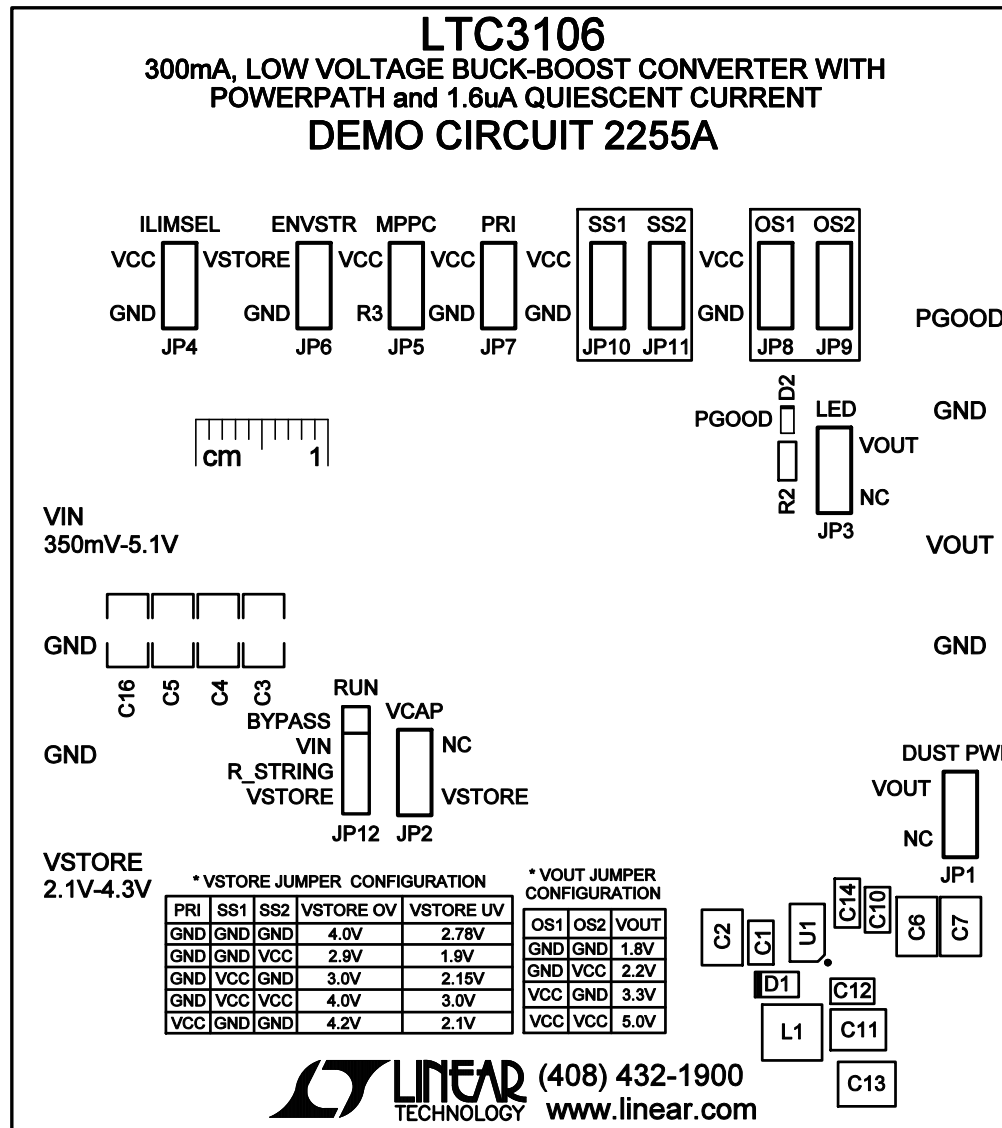 LTC3106
300mA, LOW VOLTAGE BUCK-BOOST CONVERTER WITH
POWERPATH and 1.6uA QUIESCENT CURRENT
DEMO CIRCUIT 2255A
ILIMSEL ENVSTR MPPC PRI SS1 SS2 OS1 OS2
VCC VSTORE VCC VCC VCC VCC
GND GND R3 GND GND GND
PGOOD
JP4 JP6 JP5 JP7 JP10 JP11 JP8 JP9
D2
PGOOD
LED
GND
VOUT
cm 1
R2
NC
JP3
VIN
350mV-5.1V
VOUT
GND
GND
C16 C5 C4 C3
RUN
BYPASS
VCAP
VIN
NC
GND
R_STRING
VSTORE
VSTORE
JP12 JP2
DUST PW
VOUT
NC
JP1
VSTORE
2.1V-4.3V
* VSTORE JUMPER CONFIGURATION
PRI SS1 SS2 VSTORE OV VSTORE UV
GND GND GND 4.0V 2.78V
GND GND VCC 2.9V 1.9V
GND VCC GND 3.0V 2.15V
GND VCC VCC 4.0V 3.0V
VCC GND GND 4.2V 2.1V
* VOUT JUMPER
CONFIGURATION
OS1 OS2 VOUT
GND GND 1.8V
GND VCC 2.2V
VCC GND 3.3V
VCC VCC 5.0V
C2 C1 U1 C14 C10 C6 C7
D1 C12
L1 C11
C13
LINEAR
TECHNOLOGY
(408) 432-1900
www.linear.com